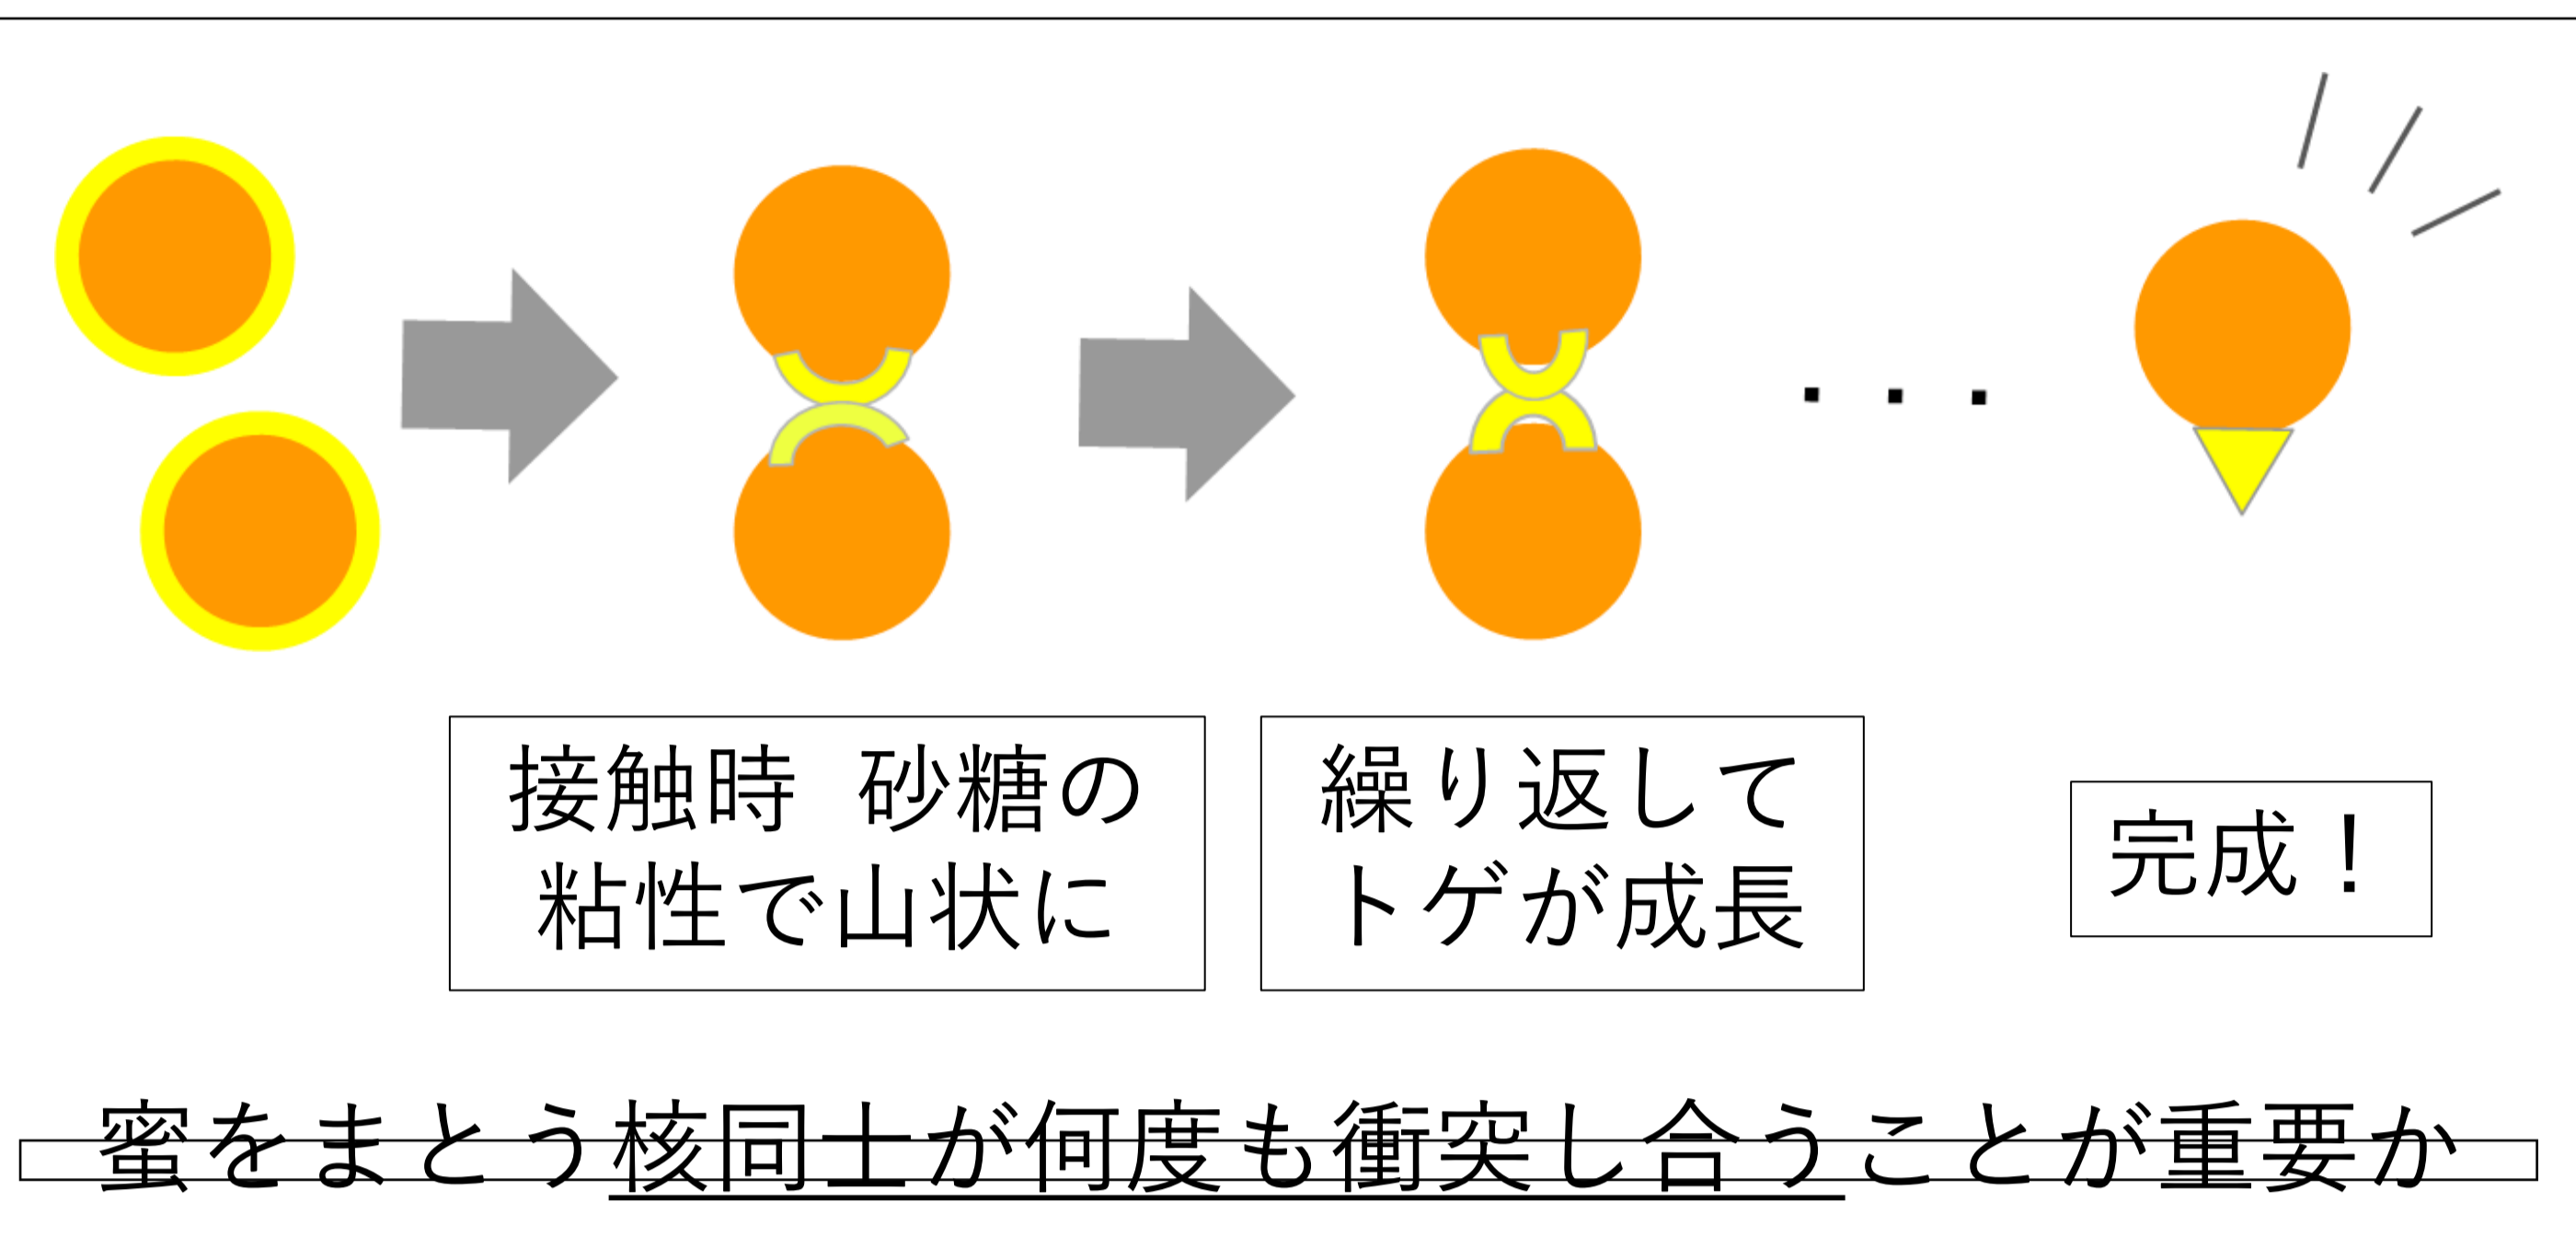 接触時 砂糖の
粘性で山状に
繰り返して
トゲが成長
・・・
完成！
蜜をまとう核同士が何度も衝突し合うことが重要か